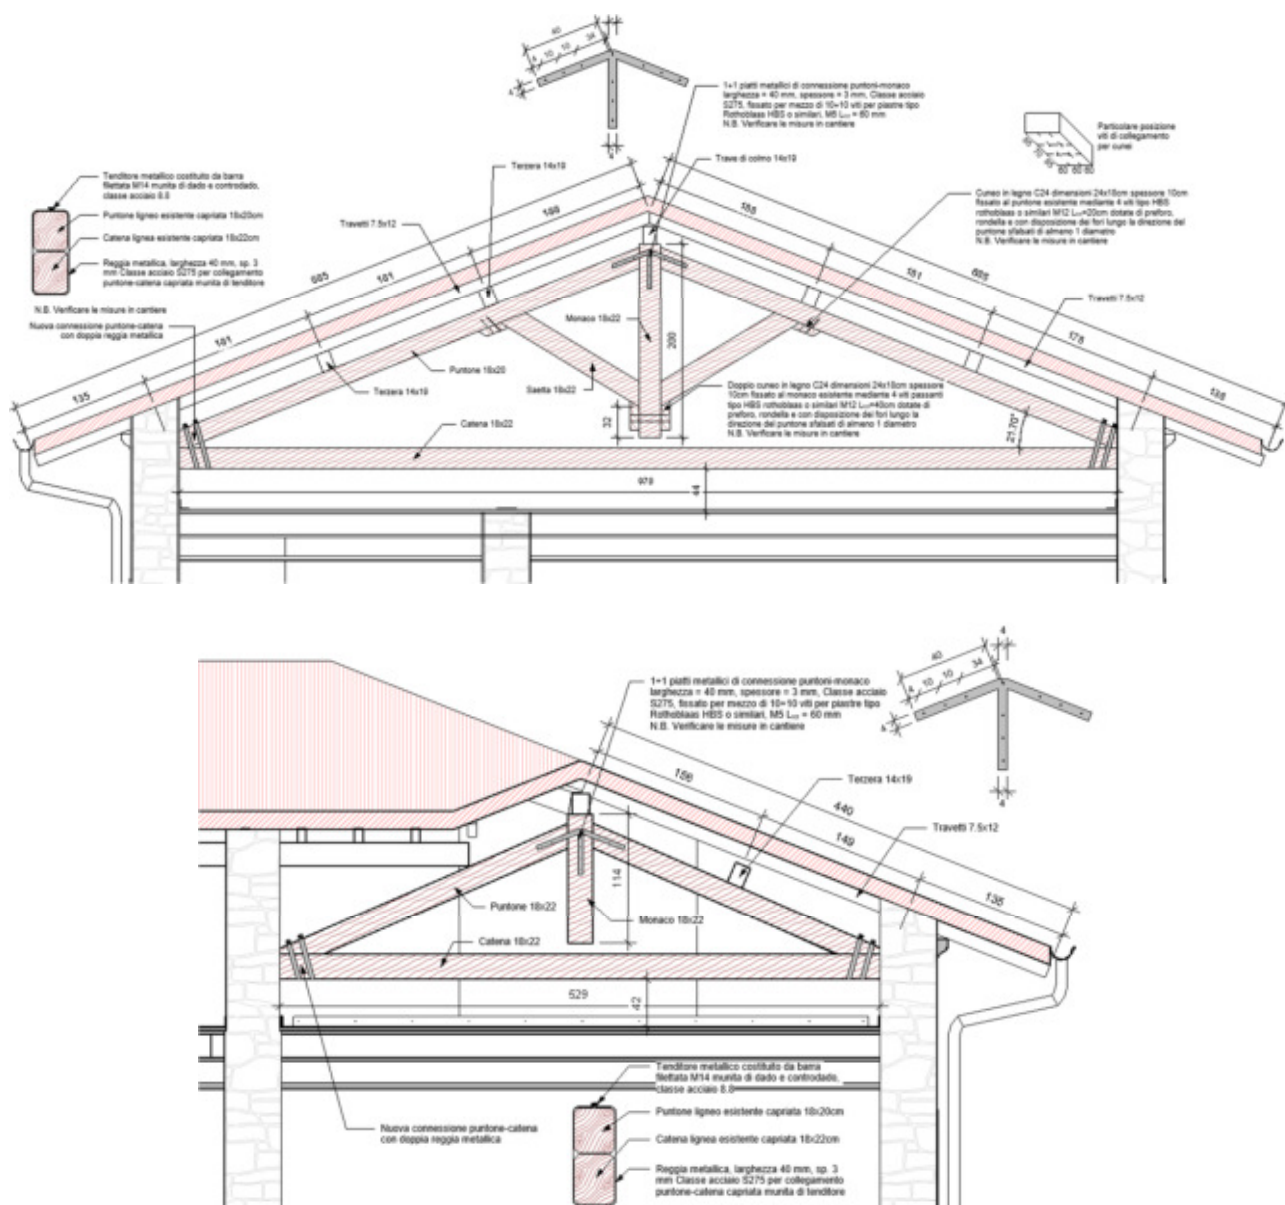 40
4
10
10
34
4
4
1+1 piatti metallici di connessione puntoni-monaco
larghezza = 40 mm, spessore = 3 mm, Classe acciaio
S275, fissato per mezzo di 10+10 viti per piastre tipo
Rothoblaas HBS o similari, M5 Ltot = 60 mm
N.B. Verificare le misure in cantiere
Particolare posizione
viti di collegamento
per cunei
60 60 60
Tenditore metallico costituito da barra
filettata M14 munita di dado e controdado,
classe acciaio 8.8
Puntone ligneo esistente capriata 18x20cm
Catena lignea esistente capriata 18x22cm
Reggia metallica, larghezza 40 mm, sp. 3
mm Classe acciaio S275 per collegamento
puntone-catena capriata munita di tenditore
N.B. Verificare le misure in cantiere
Nuova connessione puntone-catena
con doppia reggia metallica
Terzera 14x19
Trave di colmo 14x19
Travetti 7.5x12
Cuneo in legno C24 dimensioni 24x18cm spessore 10cm
fissato al puntone esistente mediante 4 viti tipo HBS
rothoblaas o similari M12 Ltot=20cm dotate di preforo,
rondella e con disposizione dei fori lungo la direzione del
puntone sfalsati di almeno 1 diametro
N.B. Verificare le misure in cantiere
188
181
685
178
135
Travetti 7.5x12
Monaco 18x22
200
Puntone 18x20
Terzera 14x19
Saetta 18x22
Doppio cuneo in legno C24 dimensioni 24x18cm spessore
10cm fissato al monaco esistente mediante 4 viti passanti
tipo HBS rothoblaas o similari M12 Ltot=40cm dotate di
preforo, rondella e con disposizione dei fori lungo la
direzione del puntone sfalsati di almeno 1 diametro
N.B. Verificare le misure in cantiere
Catena 18x22
32
21.70°
978
44
4
40
4
10
10
34
4
4
1+1 piatti metallici di connessione puntoni-monaco
larghezza = 40 mm, spessore = 3 mm, Classe acciaio
S275, fissato per mezzo di 10+10 viti per piastre tipo
Rothoblaas HBS o similari, M5 Ltot = 60 mm
N.B. Verificare le misure in cantiere
156
440
149
135
Terzera 14x19
Travetti 7.5x12
114
Puntone 18x22
Monaco 18x22
Catena 18x22
529
42
Tenditore metallico costituito da barra
filettata M14 munita di dado e controdado,
classe acciaio 8.8
Puntone ligneo esistente capriata 18x20cm
Nuova connessione puntone-catena
con doppia reggia metallica
Catena lignea esistente capriata 18x22cm
Reggia metallica, larghezza 40 mm, sp. 3
mm Classe acciaio S275 per collegamento
puntone-catena capriata munita di tenditore